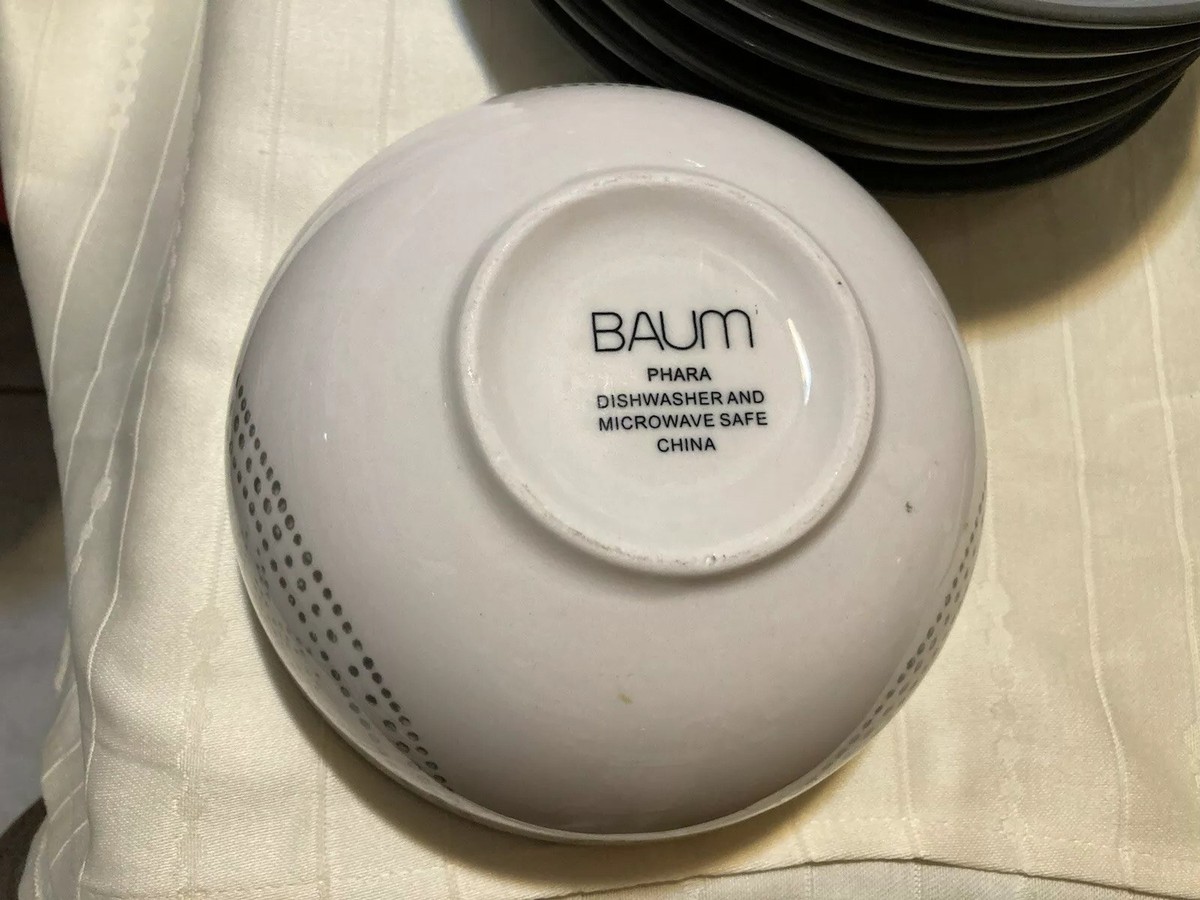 BAUM
PHARA
DISHWASHER AND
MICROWAVE SAFE
CHINA